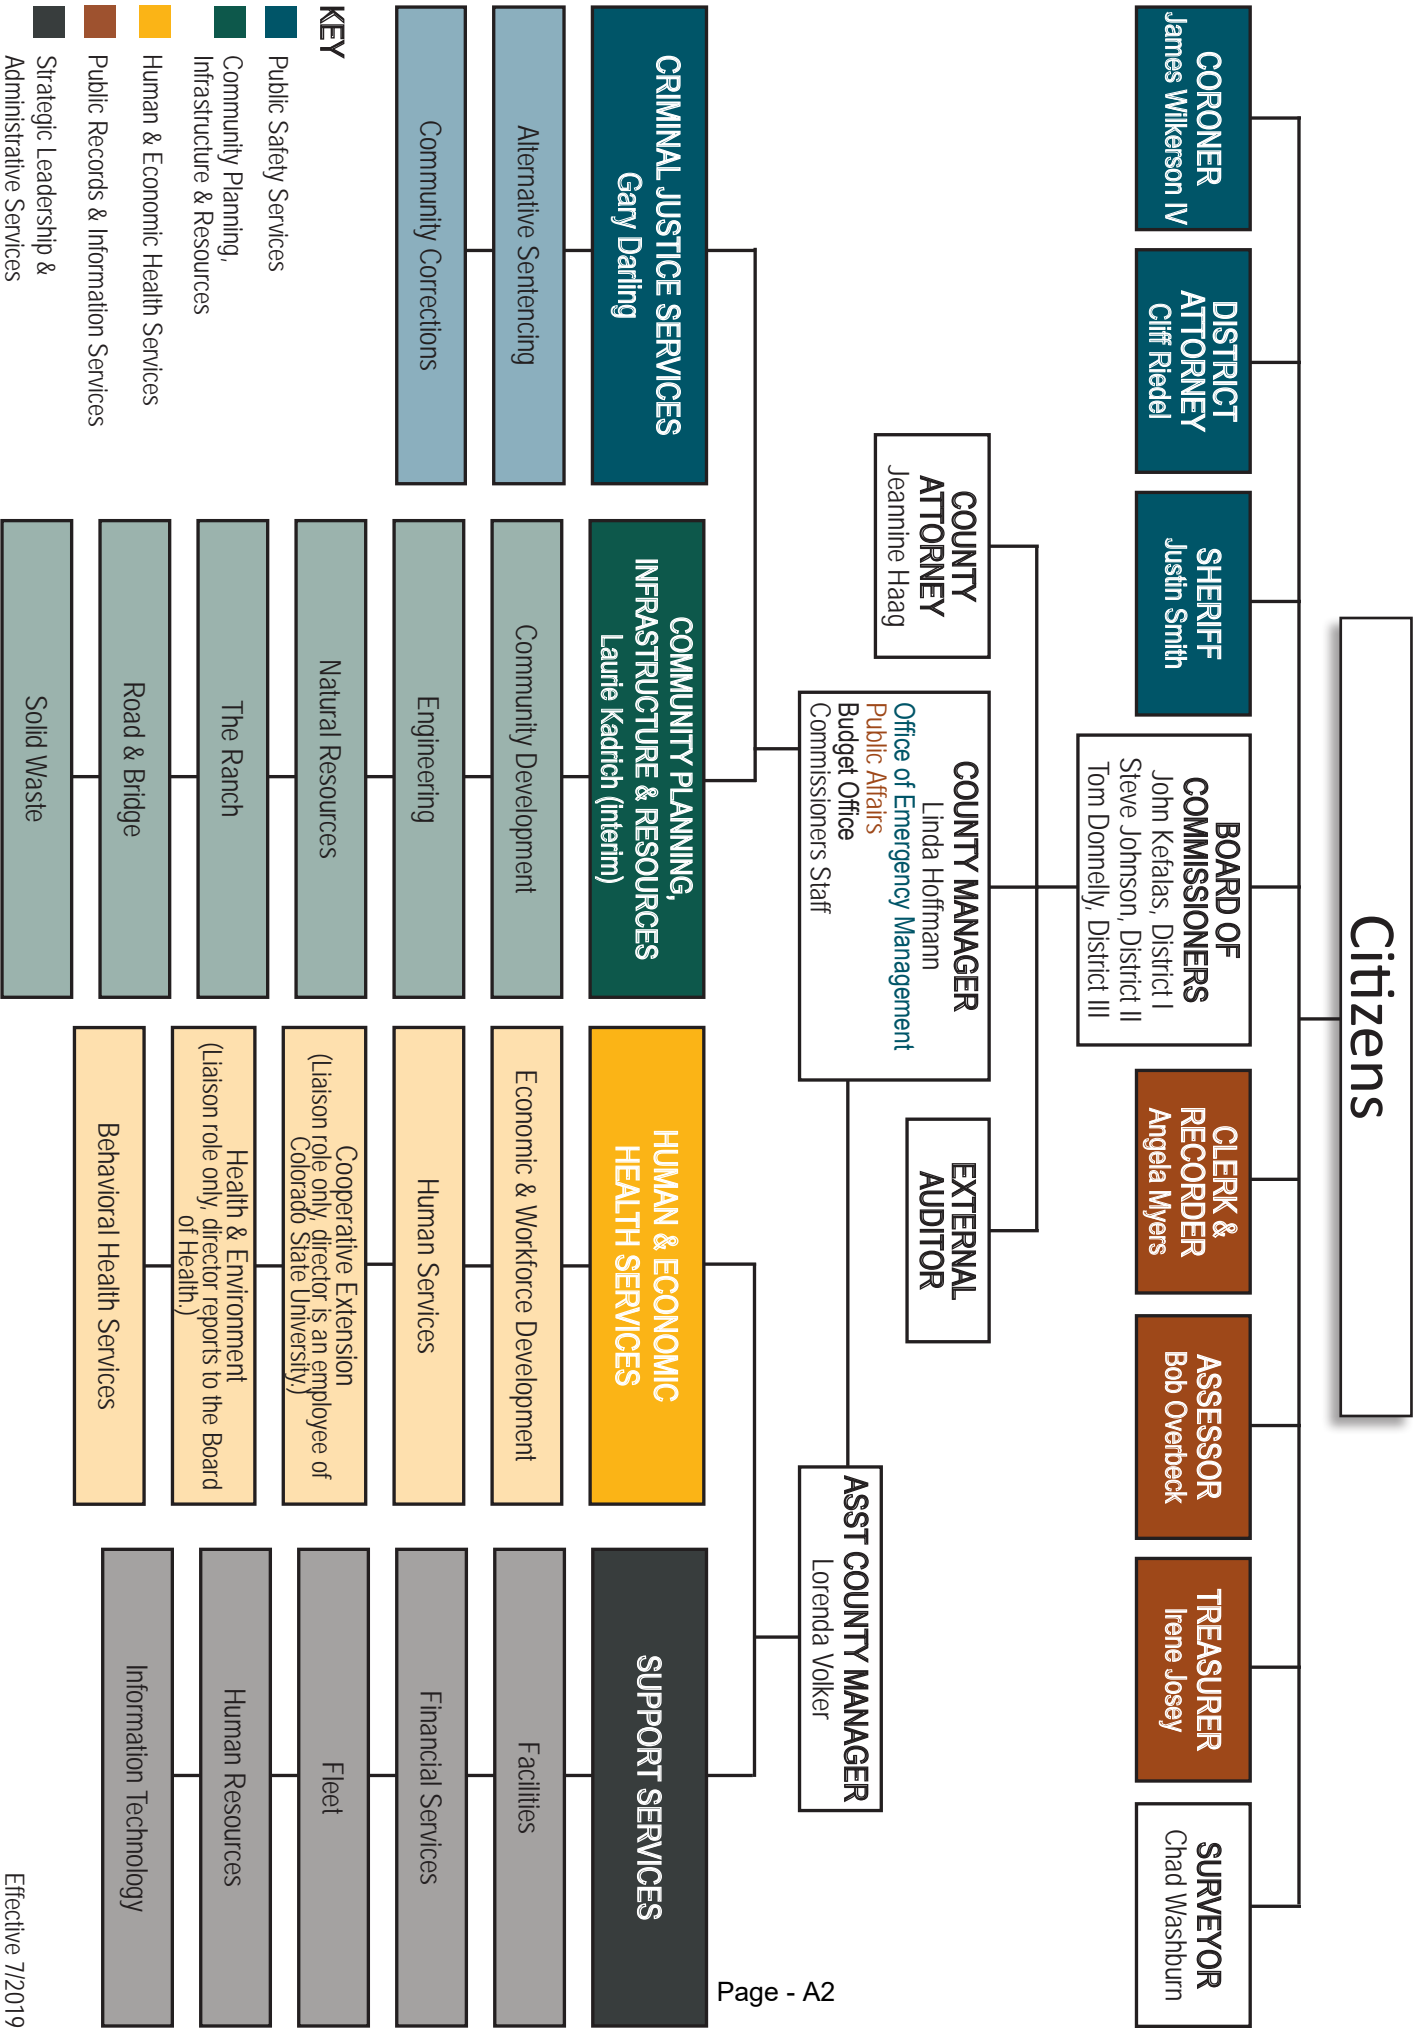 Citizens
CORONER
James Wilkerson IV
DISTRICT
ATTORNEY
Cliff Riedel
SHERIFF
Justin Smith
BOARD OF
COMMISSIONERS
John Kefalas, District I
Steve Johnson, District II
Tom Donnelly, District III
CLERK &
RECORDER
Angela Myers
ASSESSOR
Bob Overbeck
TREASURER
Irene Josey
SURVEYOR
Chad Washburn
COUNTY
ATTORNEY
Jeannine Haag
COUNTY MANAGER
Linda Hoffmann
Office of Emergency Management
Public Affairs
Budget Office
Commissioners Staff
EXTERNAL
AUDITOR
ASST COUNTY MANAGER
Lorenda Volker
CRIMINAL JUSTICE SERVICES
Gary Darling
Alternative Sentencing
Community Corrections
COMMUNITY PLANNING,
INFRASTRUCTURE & RESOURCES
Laurie Kadrich (interim)
Community Development
Engineering
Natural Resources
The Ranch
Road & Bridge
Solid Waste
HUMAN & ECONOMIC
HEALTH SERVICES
Economic & Workforce Development
Human Services
Cooperative Extension
(Liaison role only, director is an employee of
Colorado State University.)
Health & Environment
(Liaison role only, director reports to the Board
of Health.)
Behavioral Health Services
SUPPORT SERVICES
Facilities
Financial Services
Fleet
Human Resources
Information Technology
KEY
Public Safety Services
Community Planning,
Infrastructure & Resources
Human & Economic Health Services
Public Records & Information Services
Strategic Leadership &
Administrative Services
Effective 7/2019
Page - A2